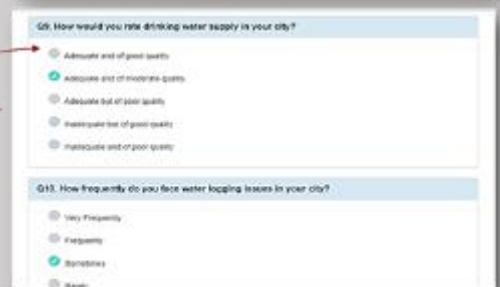 Q9. How would you rate drinking water supply in your city?
Adequate and of good quality
Adequate and of moderate quality
Adequate but of poor quality
Inadequate but of good quality
Inadequate and of poor quality
Q10. How frequently do you face water logging issues in your city?
Very Frequently
Frequently
Sometimes
Rarely